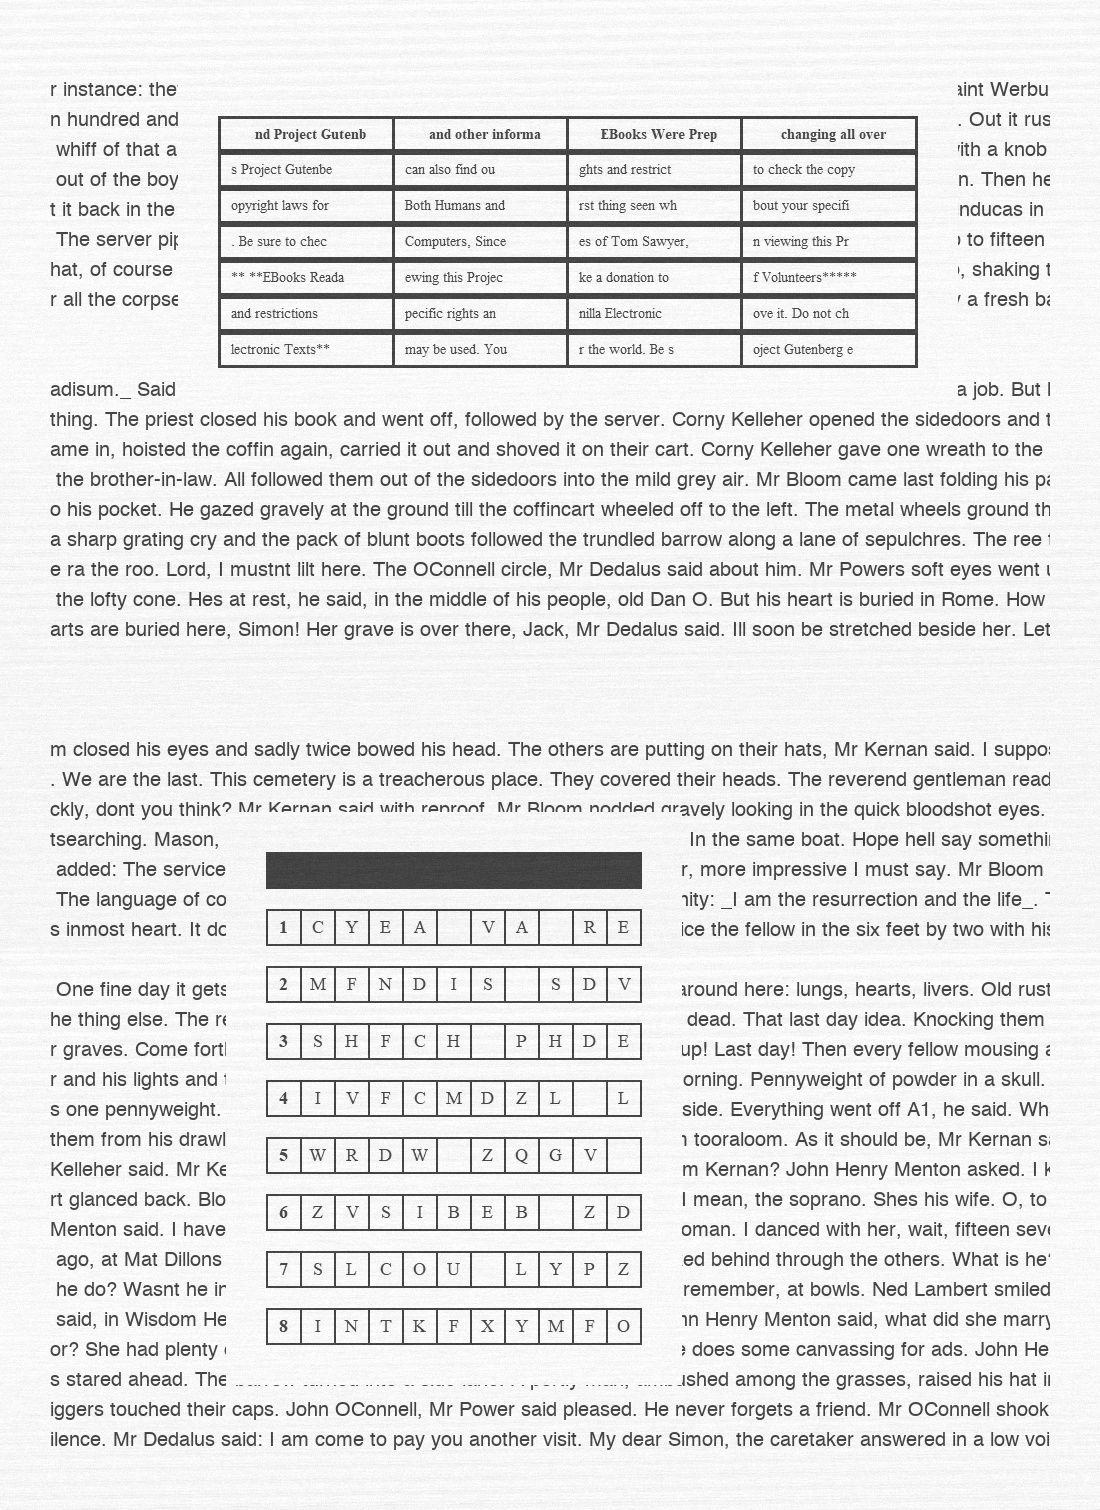 r instance: the aint Werbu
n hundred and . Out it rus
whiff of that a with a knob
out of the boy n. Then he
t it back in the nducas in
The server pip to fifteen
hat, of course , shaking t
r all the corpse y a fresh ba
nd Project Gutenb and other informa EBooks Were Prep changing all over
s Project Gutenbe can also find ou ghts and restrict to check the copy
opyright laws for Both Humans and rst thing seen wh bout your specifi
. Be sure to chec Computers, Since es of Tom Sawyer, n viewing this Pr
** **EBooks Reada ewing this Projec ke a donation to f Volunteers*****
and restrictions pecific rights an nilla Electronic ove it. Do not ch
lectronic Texts** may be used. You r the world. Be s oject Gutenberg e
adisum._ Said a job. But
thing. The priest closed his book and went off, followed by the server. Corny Kelleher opened the sidedoors and t
ame in, hoisted the coffin again, carried it out and shoved it on their cart. Corny Kelleher gave one wreath to the
the brother-in-law. All followed them out of the sidedoors into the mild grey air. Mr Bloom came last folding his pa
o his pocket. He gazed gravely at the ground till the coffincart wheeled off to the left. The metal wheels ground th
a sharp grating cry and the pack of blunt boots followed the trundled barrow along a lane of sepulchres. The ree t
e ra the roo. Lord, I mustnt lilt here. The OConnell circle, Mr Dedalus said about him. Mr Powers soft eyes went u
the lofty cone. Hes at rest, he said, in the middle of his people, old Dan O. But his heart is buried in Rome. How
arts are buried here, Simon! Her grave is over there, Jack, Mr Dedalus said. Ill soon be stretched beside her. Let
m closed his eyes and sadly twice bowed his head. The others are putting on their hats, Mr Kernan said. I suppos
. We are the last. This cemetery is a treacherous place. They covered their heads. The reverend gentleman read
ckly, dont you think? Mr Kernan said with reproof. Mr Bloom nodded gravely looking in the quick bloodshot eyes.
tsearching. Mason, In the same boat. Hope hell say somethin
added: The service r, more impressive I must say. Mr Bloom
The language of co nity: _I am the resurrection and the life_. T
s inmost heart. It do ice the fellow in the six feet by two with his
One fine day it gets around here: lungs, hearts, livers. Old rust
he thing else. The re dead. That last day idea. Knocking them
r graves. Come forth up! Last day! Then every fellow mousing a
r and his lights and t orning. Pennyweight of powder in a skull.
s one pennyweight. side. Everything went off A1, he said. Wh
them from his drawl n tooraloom. As it should be, Mr Kernan sa
Kelleher said. Mr Ke m Kernan? John Henry Menton asked. I k
rt glanced back. Blo I mean, the soprano. Shes his wife. O, to
Menton said. I have oman. I danced with her, wait, fifteen seve
ago, at Mat Dillons ed behind through the others. What is he?
he do? Wasnt he in remember, at bowls. Ned Lambert smiled
said, in Wisdom He hn Henry Menton said, what did she marry
or? She had plenty e does some canvassing for ads. John He
1 C Y E A V A R E
2 M F N D I S S D V
3 S H F C H P H D E
4 I V F C M D Z L L
5 W R D W Z Q G V
6 Z V S I B E B Z D
7 S L C O U L Y P Z
8 I N T K F X Y M F O
s stared ahead. The barrow turned into a side lane. A portly man, ambushed among the grasses, raised his hat in
iggers touched their caps. John OConnell, Mr Power said pleased. He never forgets a friend. Mr OConnell shook
ilence. Mr Dedalus said: I am come to pay you another visit. My dear Simon, the caretaker answered in a low voi